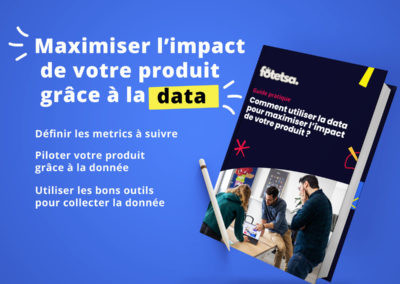 Maximiser l'impact
de votre produit
grâce à la data
Définir les metrics à suivre
Piloter votre produit
grâce à la donnée
Utiliser les bons outils
pour collecter la donnée
fötetsa.
Guide pratique
Comment utiliser la data
pour maximiser l'impact
de votre produit ?